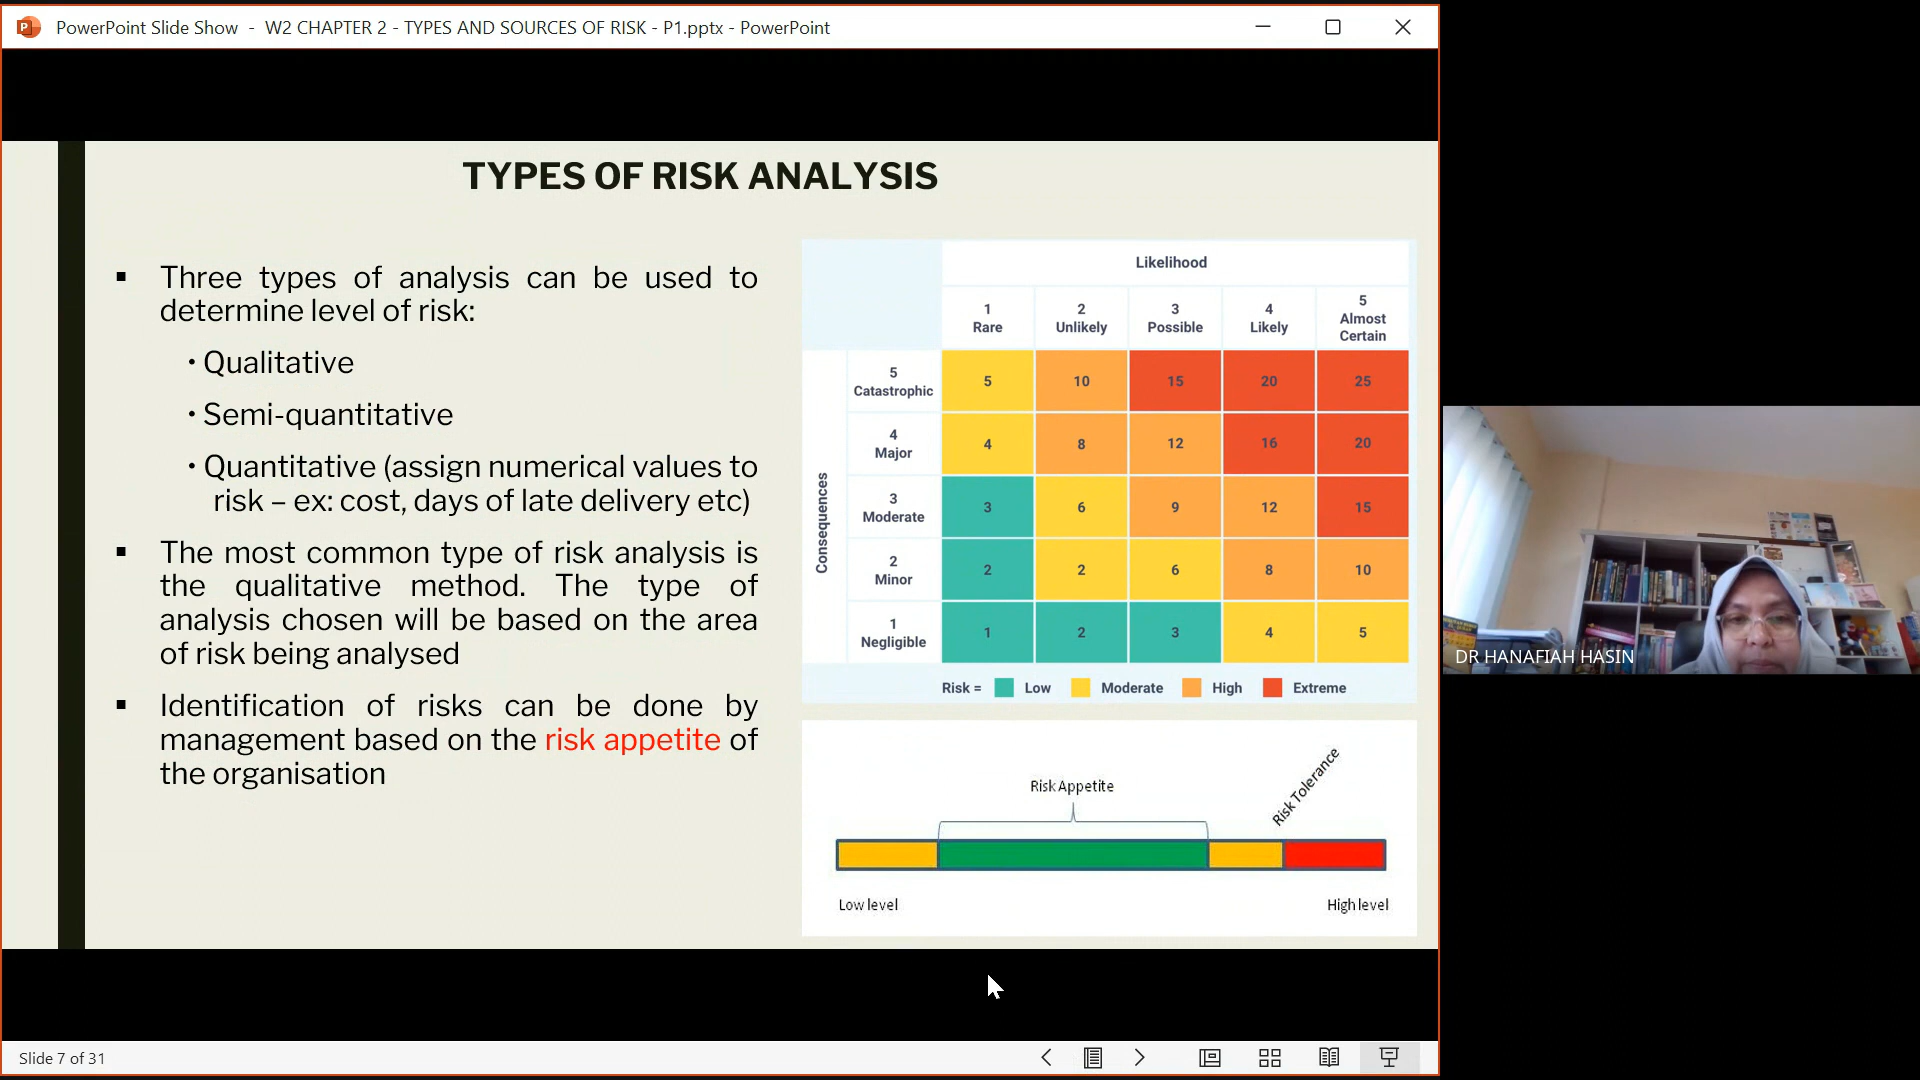 PowerPoint Slide Show - W2 CHAPTER 2 - TYPES AND SOURCES OF RISK - P1.pptx - PowerPoint
TYPES OF RISK ANALYSIS
▪ Three types of analysis can be used to
determine level of risk:
• Qualitative
• Semi-quantitative
• Quantitative (assign numerical values to
risk – ex: cost, days of late delivery etc)
▪ The most common type of risk analysis is
the qualitative method. The type of
analysis chosen will be based on the area
of risk being analysed
▪ Identification of risks can be done by
management based on the risk appetite of
the organisation
Likelihood
1
Rare
2
Unlikely
3
Possible
4
Likely
5
Almost
Certain
Consequences
5
Catastrophic
5 10 15 20 25
4
Major
4 8 12 16 20
3
Moderate
3 6 9 12 15
2
Minor
2 2 6 8 10
1
Negligible
1 2 3 4 5
Risk = Low Moderate High Extreme
Risk Appetite
Risk Tolerance
Low level
High level
DR HANAFIAH HASIN
Slide 7 of 31